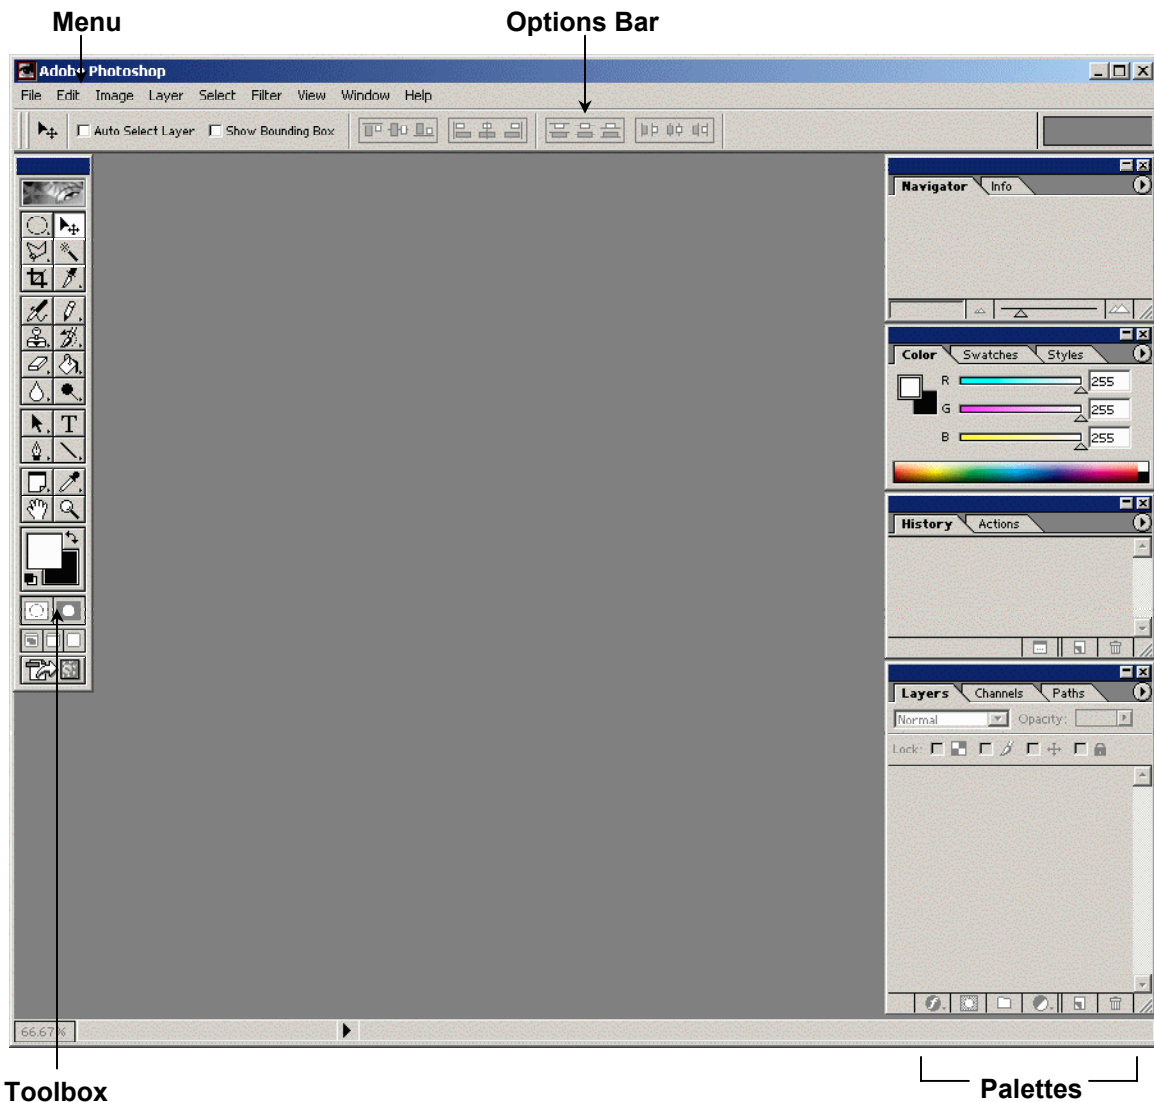 Menu Options Bar
Adobe Photoshop
File Edit Image Layer Select Filter View Window Help
Auto Select Layer Show Bounding Box
Navigator Info
Color Swatches Styles
R 255
G 255
B 255
T
History Actions
Layers Channels Paths
Normal Opacity:
Lock:
66.67%
Toolbox Palettes